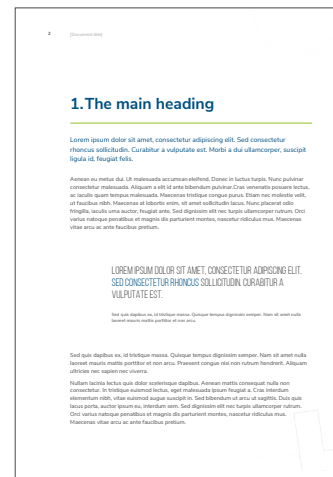 2 [Document title]
1. The main heading
Lorem ipsum dolor sit amet, consectetur adipiscing elit. Sed consectetur
rhoncus sollicitudin. Curabitur a vulputate est. Morbi a dui ullamcorper, suscipit
ligula id, feugiat felis.
Aenean eu metus dui. Ut malesuada accumsan eleifend. Donec in luctus turpis. Nunc pulvinar
consectetur malesuada. Aliquam a elit id ante bibendum pulvinar.Cras venenatis posuere lectus,
ac iaculis quam tempus malesuada. Maecenas tristique congue purus. Etiam nec molestie velit,
ut faucibus nibh. Maecenas at lobortis enim, sit amet sollicitudin lacus. Nunc placerat odio
fringilla, iaculis urna auctor, feugiat ante. Sed dignissim elit nec turpis ullamcorper rutrum. Orci
varius natoque penatibus et magnis dis parturient montes, nascetur ridiculus mus. Maecenas
vitae arcu ac ante faucibus pretium.
LOREM IPSUM DOLOR SIT AMET, CONSECTETUR ADIPISCING ELIT.
SED CONSECTETUR RHONCUS SOLLICITUDIN. CURABITUR A
VULPUTATE EST.
Sed quis dapibus ex, id tristique massa. Quisque tempus dignissim semper. Nam sit amet nulla
laoreet mauris mattis porttitor et non arcu.
Sed quis dapibus ex, id tristique massa. Quisque tempus dignissim semper. Nam sit amet nulla
laoreet mauris mattis porttitor et non arcu. Praesent congue nisi non rutrum hendrerit. Aliquam
ultricies nec sapien nec viverra.
Nullam lacinia lectus quis dolor scelerisque dapibus. Aenean mattis consequat nulla non
consectetur. In tristique euismod lectus, eget malesuada ipsum feugiat a. Cras interdum
elementum nibh, vitae euismod augue suscipit in. Sed bibendum ut arcu ut sagittis. Duis quis
lacus porta, auctor ipsum eu, interdum sem. Sed dignissim elit nec turpis ullamcorper rutrum.
Orci varius natoque penatibus et magnis dis parturient montes, nascetur ridiculus mus.
Maecenas vitae arcu ac ante faucibus pretium.